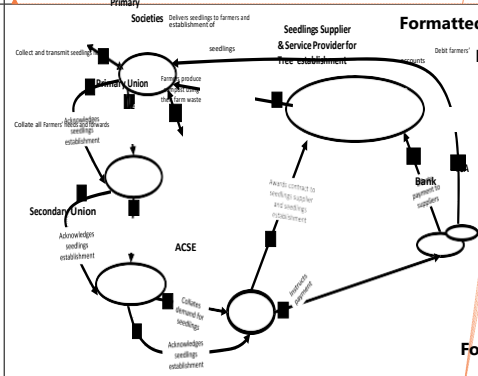 Primary
Societies
Delivers seedlings to farmers and
establishment of
seedlings
Seedlings Supplier
& Service Provider for
Tree establishment
Formatted
Debit farmers'
accounts
Collect and transmit seedlings
Primary Union
Farmers produce
compost using
their farm waste
Collate all Farmers' needs and forwards
Acknowledges
seedlings
establishment
Secondary Union
Acknowledges
seedlings
establishment
ACSE
Awards contract to
seedlings supplier
and seedlings
establishment
Bank
payment to
suppliers
Collates
demand for
seedlings
Instructs
payment
Acknowledges
seedlings
establishment
Fo